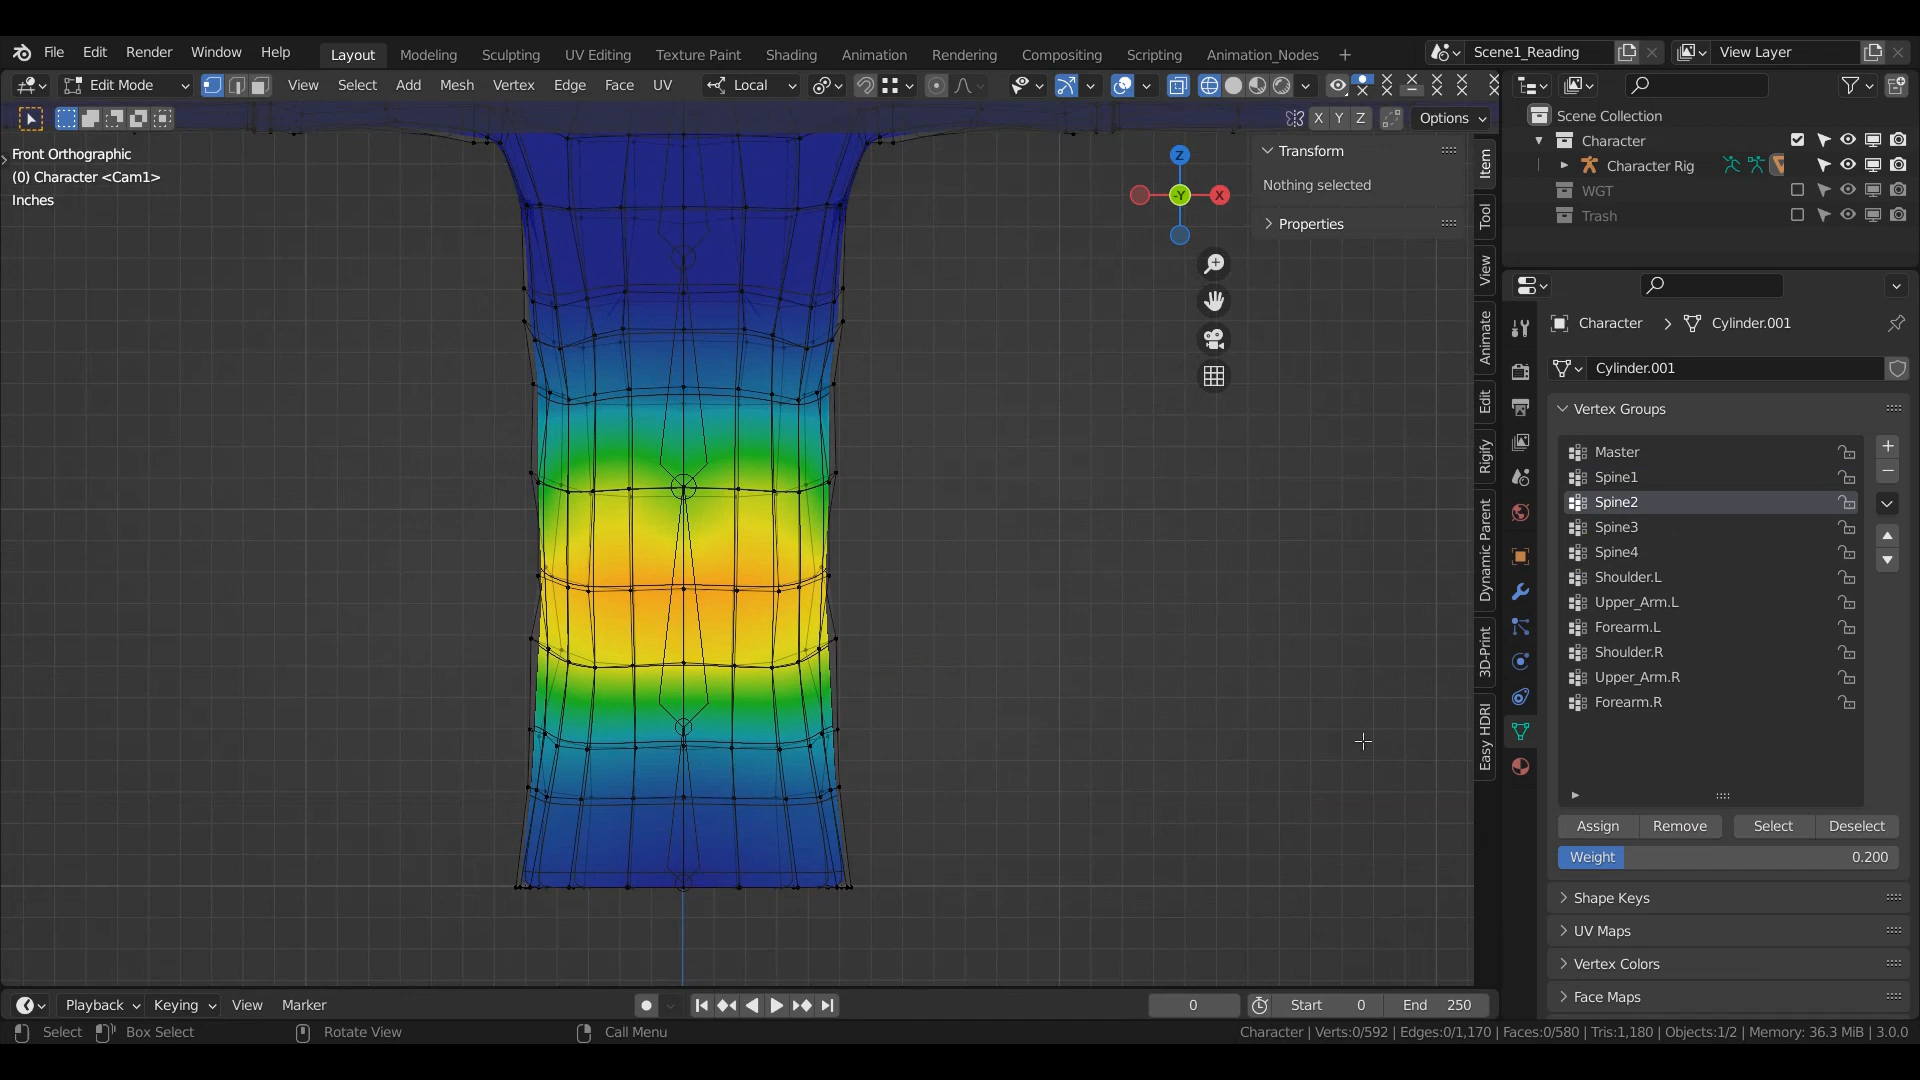 File Edit Render Window Help Layout Modeling Sculpting UV Editing Texture Paint Shading Animation Rendering Compositing Scripting Animation_Nodes + Scene1_Reading View Layer
Edit Mode View Select Add Mesh Vertex Edge Face UV Local
X Y Z Options
Front Orthographic
(0) Character <Cam1>
Inches
Z
-Y
X
Transform
Nothing selected
Properties
Item
Tool
View
Animate
Edit
Rigify
Dynamic Parent
3D-Print
Easy HDRI
Scene Collection
Character
Character Rig
WGT
Trash
Character > Cylinder.001
Cylinder.001
Vertex Groups
Master
Spine1
Spine2
Spine3
Spine4
Shoulder.L
Upper_Arm.L
Forearm.L
Shoulder.R
Upper_Arm.R
Forearm.R
Assign Remove Select Deselect
Weight 0.200
Shape Keys
UV Maps
Vertex Colors
Face Maps
Playback Keying View Marker 0 Start 0 End 250
Select Box Select Rotate View Call Menu Character | Verts:0/592 | Edges:0/1,170 | Faces:0/580 | Tris:1,180 | Objects:1/2 | Memory: 36.3 MiB | 3.0.0